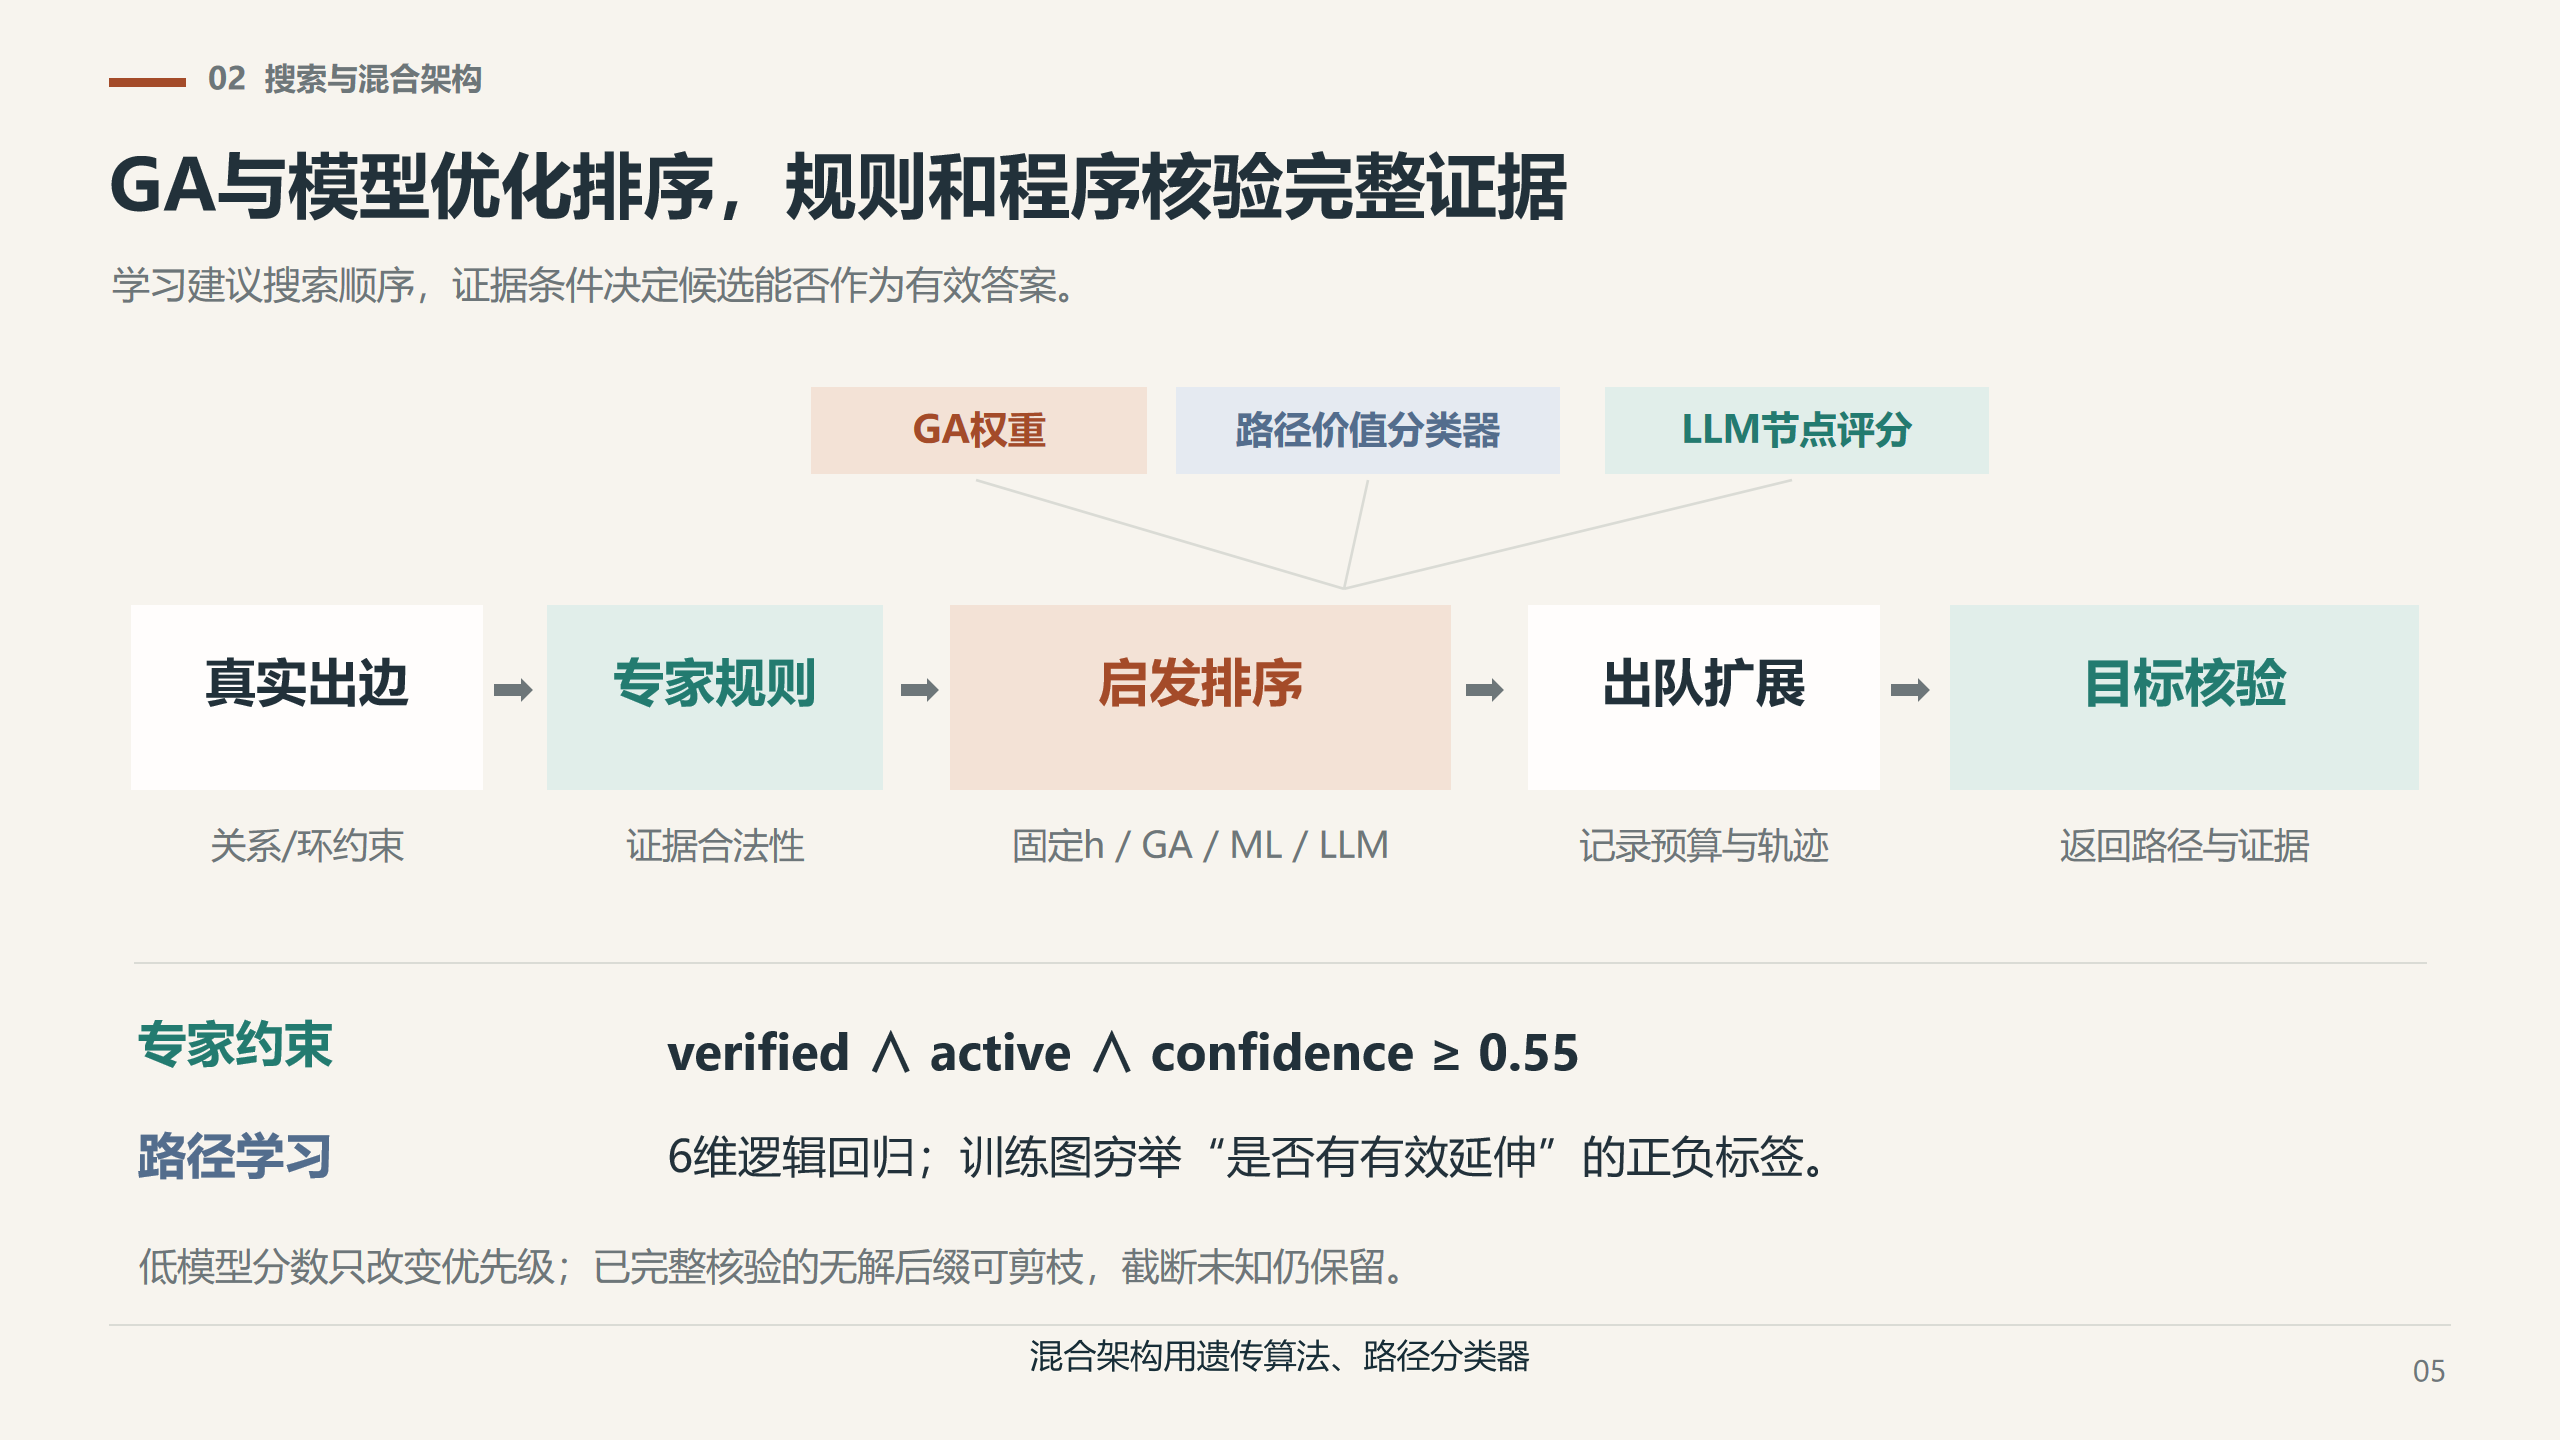 02 搜索与混合架构
GA与模型优化排序，规则和程序核验完整证据
学习建议搜索顺序，证据条件决定候选能否作为有效答案。
GA权重
路径价值分类器
LLM节点评分
真实出边
专家规则
启发排序
出队扩展
目标核验
关系/环约束
证据合法性
固定h / GA / ML / LLM
记录预算与轨迹
返回路径与证据
专家约束
verified ∧ active ∧ confidence ≥ 0.55
路径学习
6维逻辑回归；训练图穷举“是否有有效延伸”的正负标签。
低模型分数只改变优先级；已完整核验的无解后缀可剪枝，截断未知仍保留。
混合架构用遗传算法、路径分类器
05